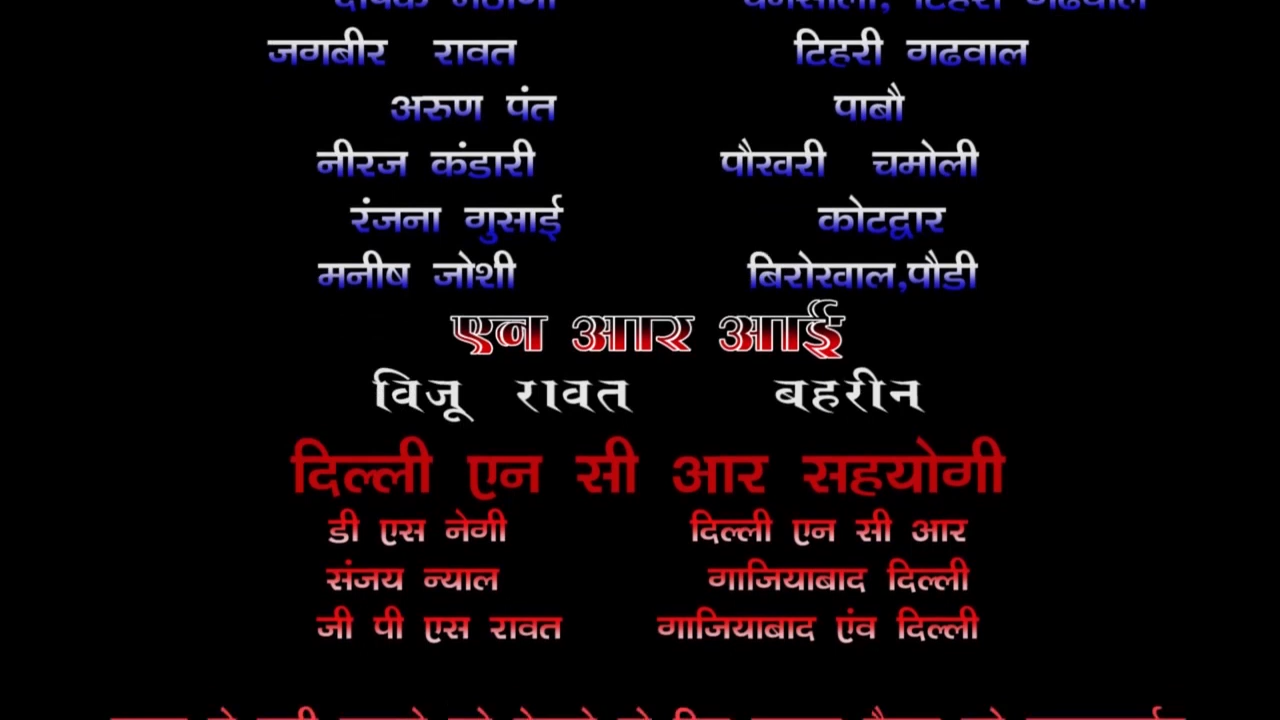 जगबीर रावत टिहरी गढवाल
अरुण पंत पाबौ
नीरज कंडारी पौखरी चमोली
रंजना गुसाई कोटद्वार
मनीष जोशी बिरोखाल,पौडी
एन आर आई
विजू रावत बहरीन
दिल्ली एन सी आर सहयोगी
डी एस नेगी दिल्ली एन सी आर
संजय न्याल गाजियाबाद दिल्ली
जी पी एस रावत गाजियाबाद एंव दिल्ली